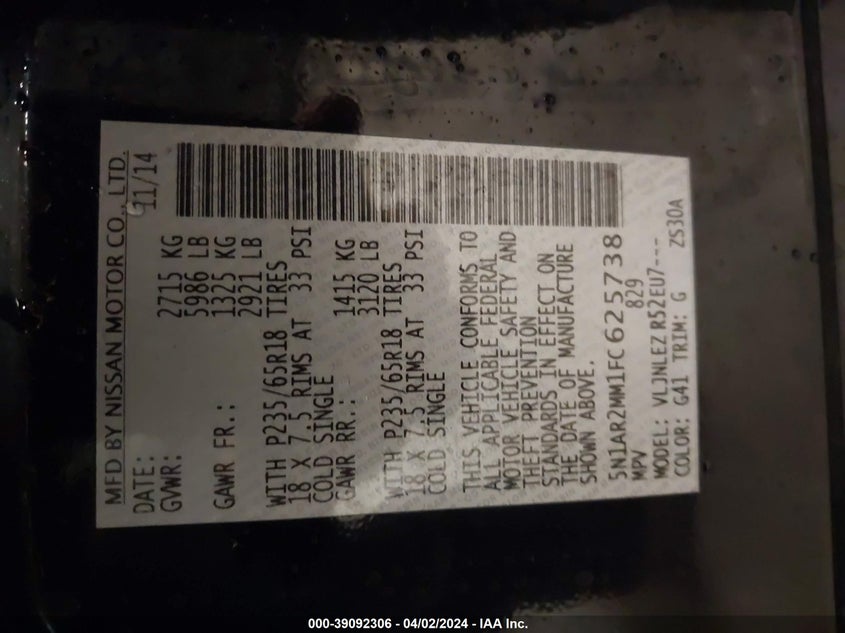 MFD BY NISSAN MOTOR CO., LTD.
DATE: 11/14
GVWR: 2715 KG
5986 LB
GAWR FR.: 1325 KG
2921 LB
WITH P235/65R18 TIRES
18 X 7.5 RIMS AT 33 PSI
COLD SINGLE
GAWR RR.: 1415 KG
3120 LB
WITH P235/65R18 TIRES
18 X 7.5 RIMS AT 33 PSI
COLD SINGLE
THIS VEHICLE CONFORMS TO
ALL APPLICABLE FEDERAL
MOTOR VEHICLE SAFETY AND
THEFT PREVENTION
STANDARDS IN EFFECT ON
THE DATE OF MANUFACTURE
SHOWN ABOVE.
5N1AR2MM1FC625738
MPV 829
MODEL: VLJNLEZ R52EU7---
COLOR: G41 TRIM: G ZS30A
000-39092306 - 04/02/2024 - IAA Inc.